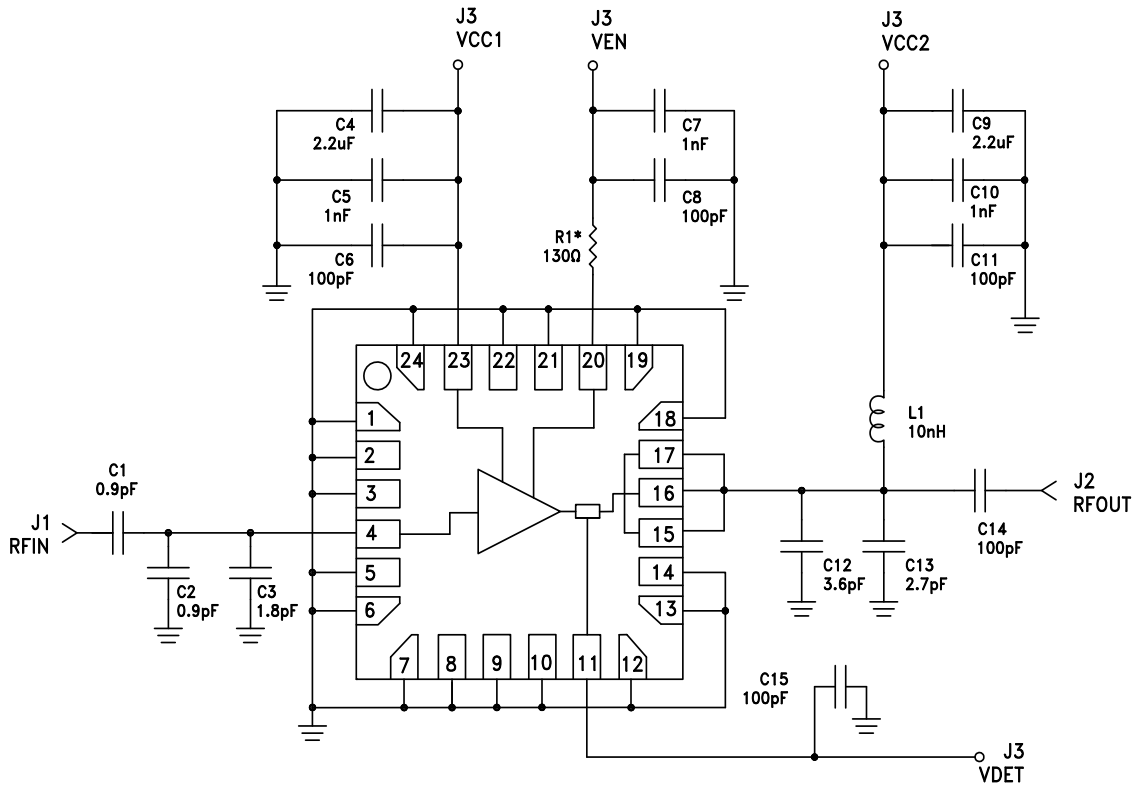 J3
VCC1
J3
VEN
J3
VCC2
C4
2.2uF
C5
1nF
C6
100pF
C7
1nF
C8
100pF
R1*
130Ω
C9
2.2uF
C10
1nF
C11
100pF
24
23
22
21
20
19
1
2
3
4
5
6
18
17
16
15
14
13
7
8
9
10
11
12
L1
10nH
C1
0.9pF
J1
RFIN
C2
0.9pF
C3
1.8pF
J2
RFOUT
C14
100pF
C12
3.6pF
C13
2.7pF
C15
100pF
J3
VDET